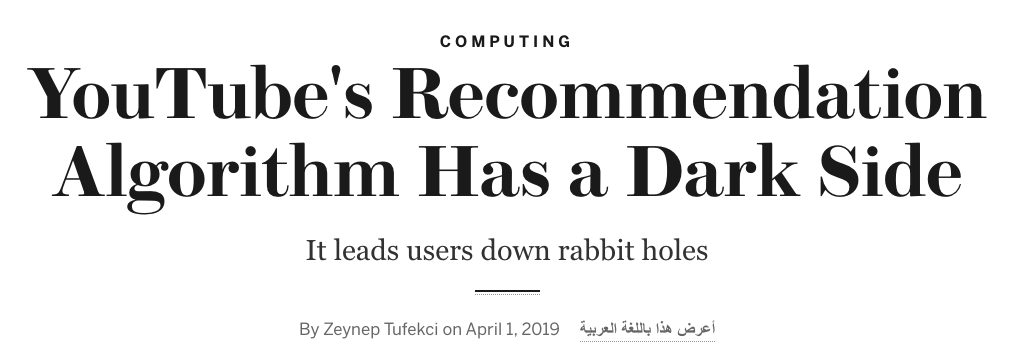 COMPUTING
YouTube's Recommendation
Algorithm Has a Dark Side
It leads users down rabbit holes
By Zeynep Tufekci on April 1, 2019 أعرض هذا باللغة العربية